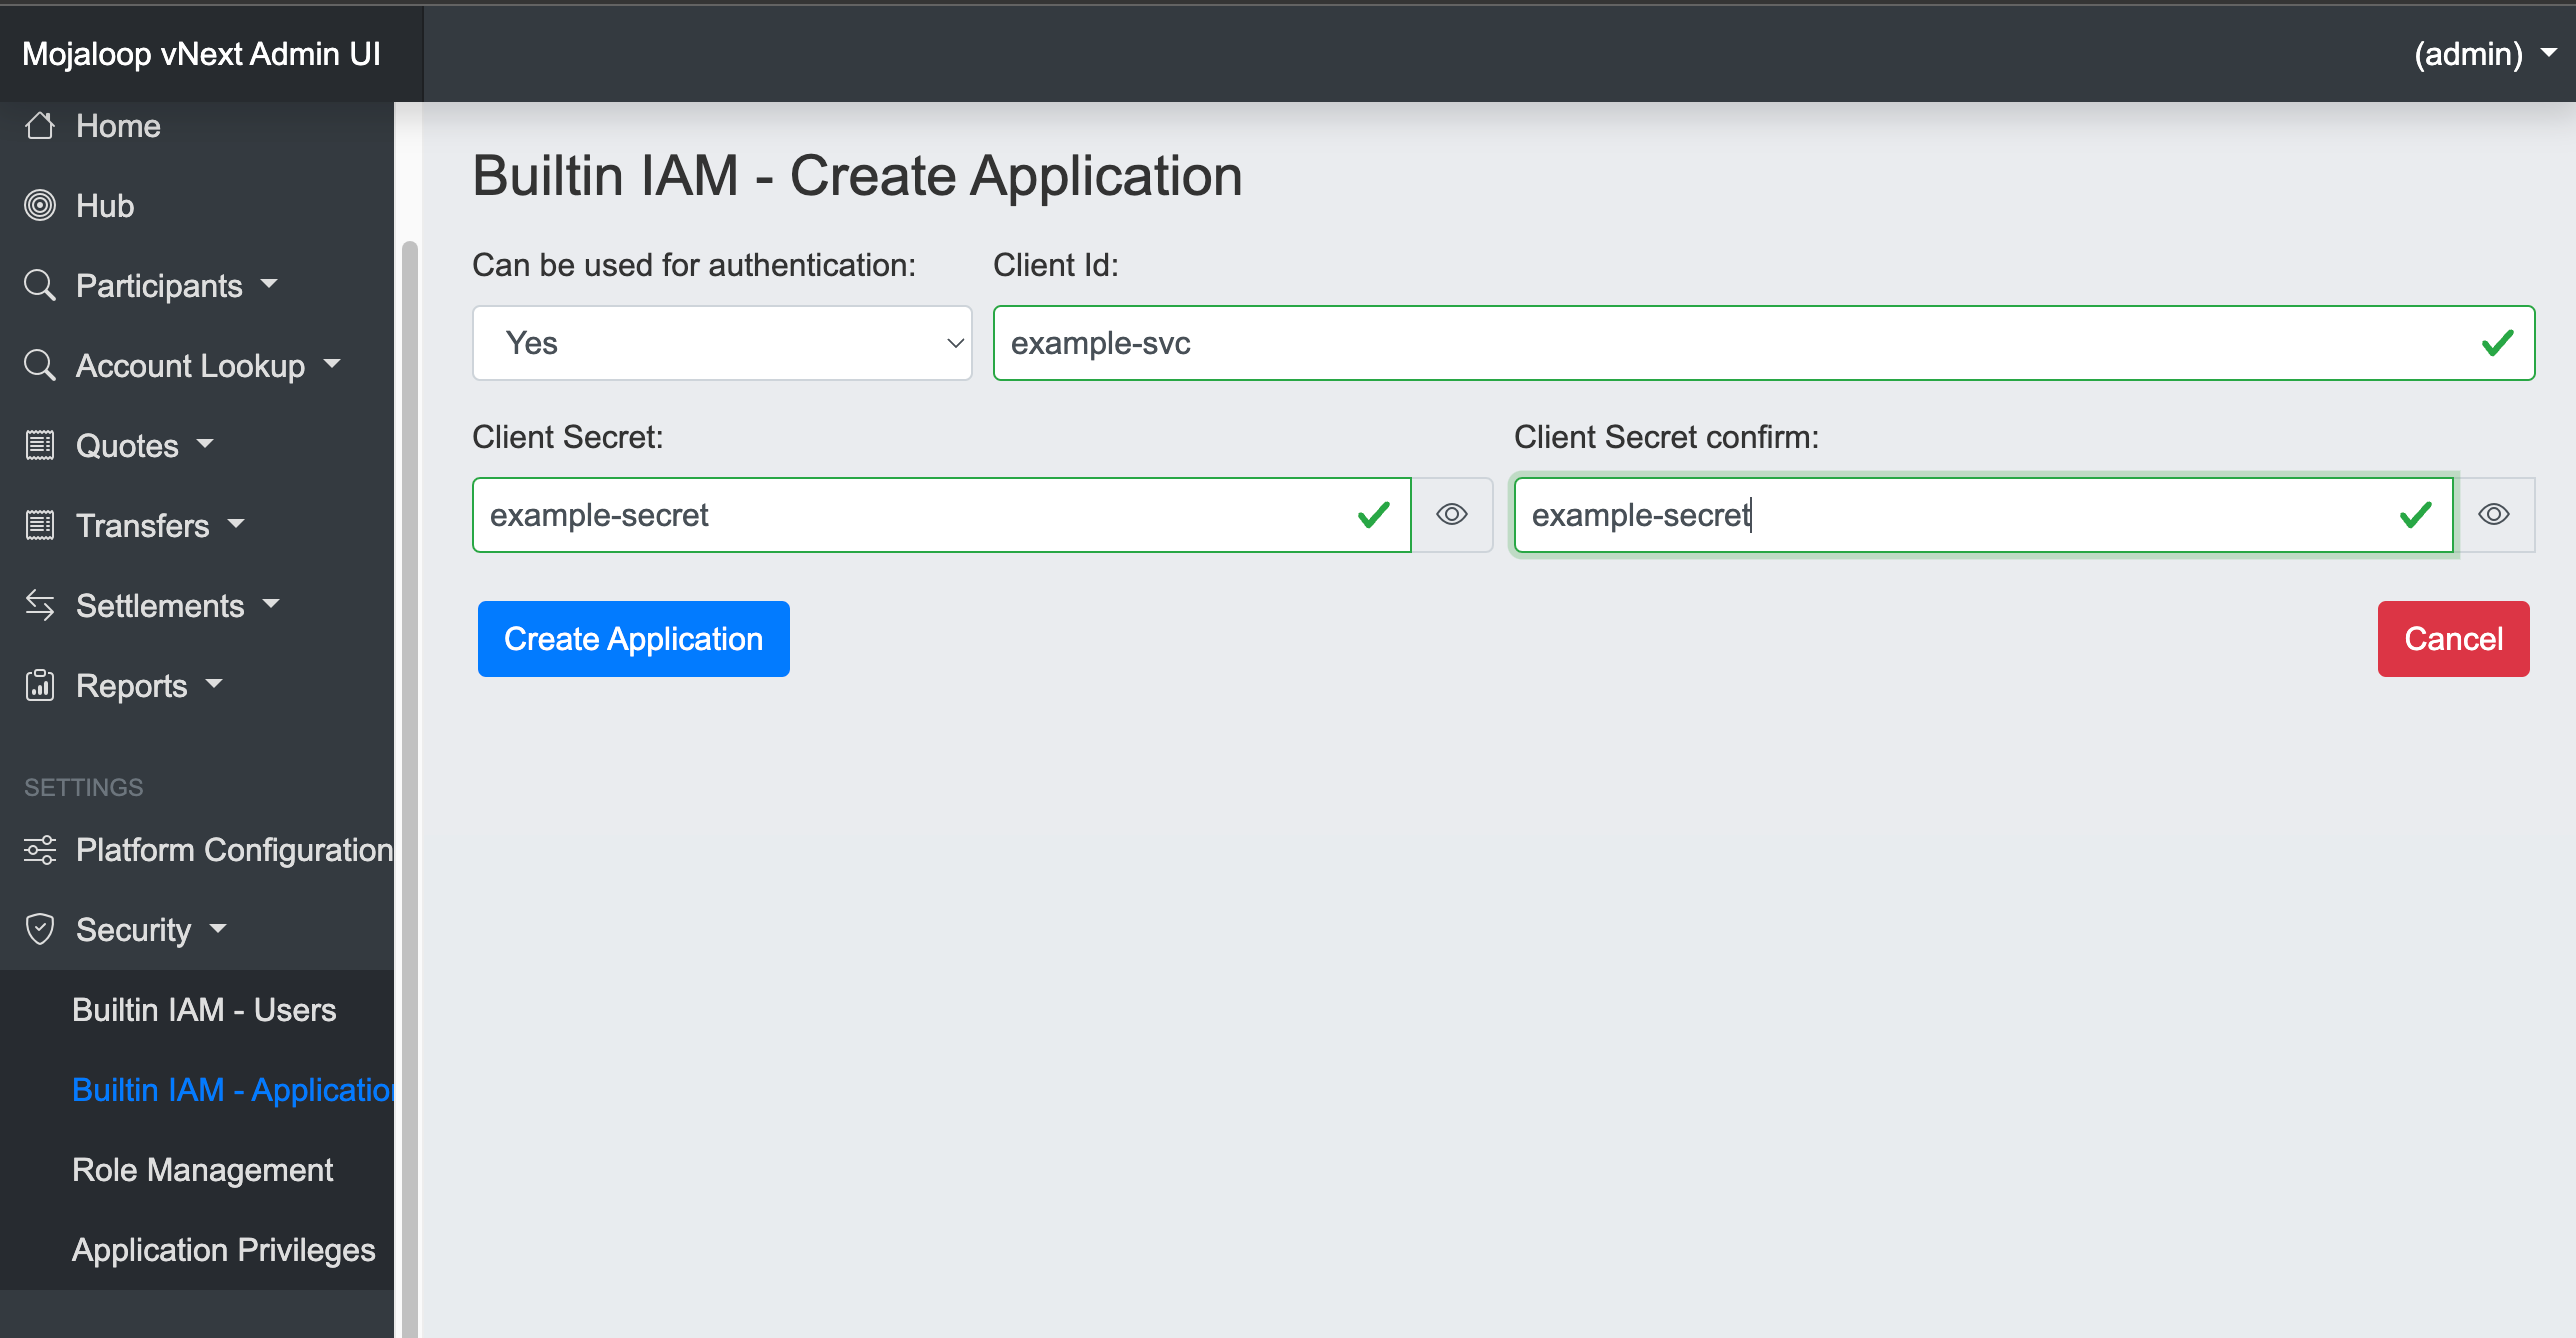 Mojaloop vNext Admin UI
(admin)
Home
Hub
Participants
Account Lookup
Quotes
Transfers
Settlements
Reports
SETTINGS
Platform Configuration
Security
Builtin IAM - Users
Builtin IAM - Application
Role Management
Application Privileges
Builtin IAM - Create Application
Can be used for authentication:
Client Id:
Yes
example-svc
Client Secret:
Client Secret confirm:
example-secret
example-secret
Create Application
Cancel